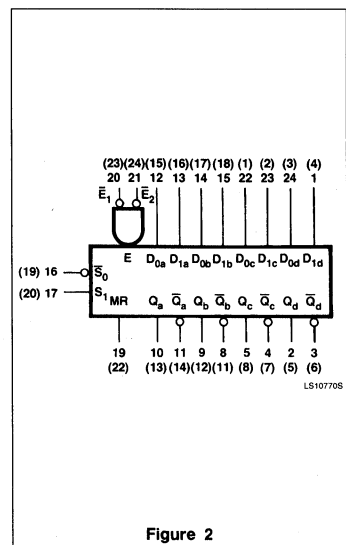 (23)(24)(15) (16) (17) (18) (1) (2) (3) (4)
20 21 12 13 14 15 22 23 24 1
E̅1 E̅2
E D0a D1a D0b D1b D0c D1c D0d D1d
(19) 16 S̅0
(20) 17 S1
MR Qa Q̅a Qb Q̅b Qc Q̅c Qd Q̅d
19 10 11 9 8 5 4 2 3
(22) (13) (14) (12) (11) (8) (7) (5) (6)
LS10770S
Figure 2